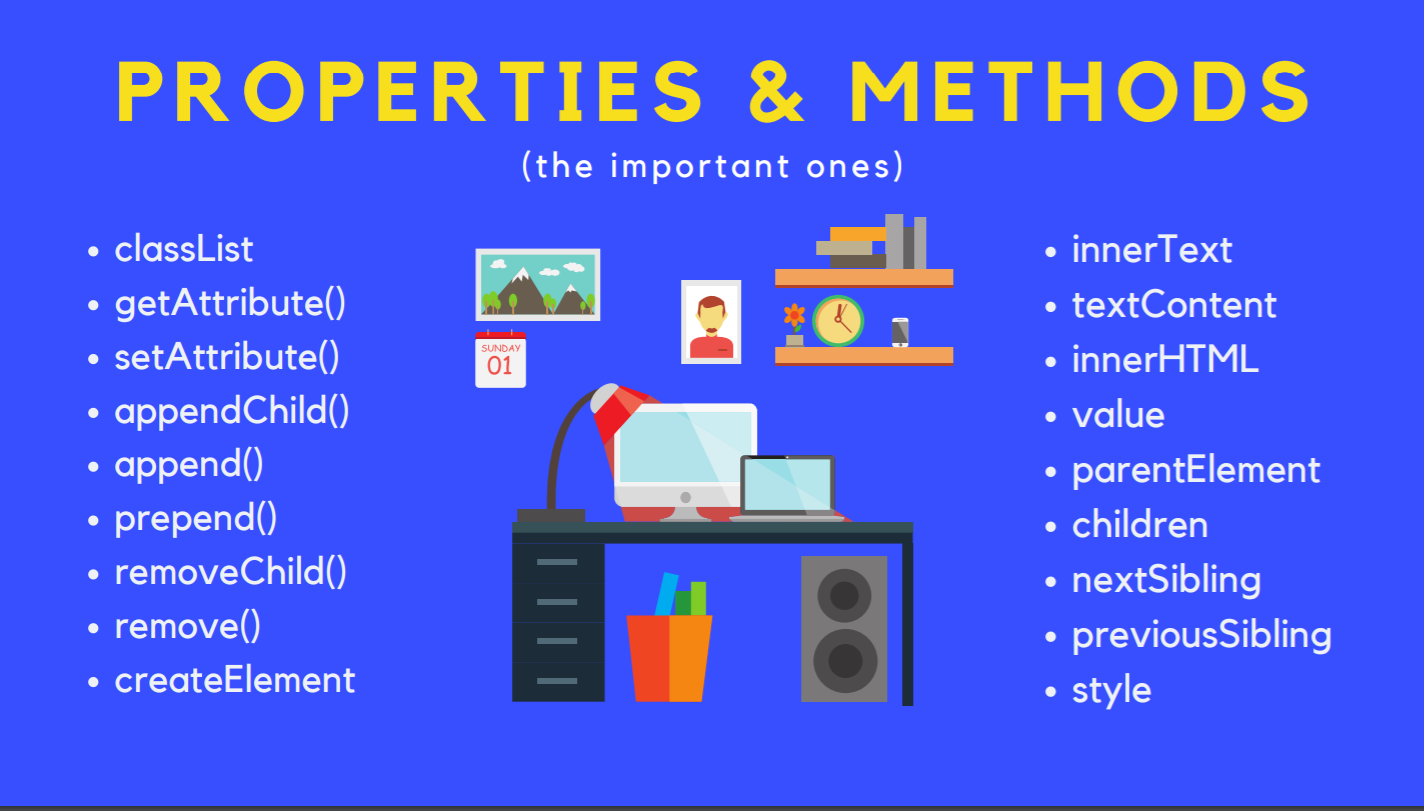 PROPERTIES & METHODS
(the important ones)
• classList
• getAttribute()
• setAttribute()
• appendChild()
• append()
• prepend()
• removeChild()
• remove()
• createElement
SUNDAY
01
• innerText
• textContent
• innerHTML
• value
• parentElement
• children
• nextSibling
• previousSibling
• style